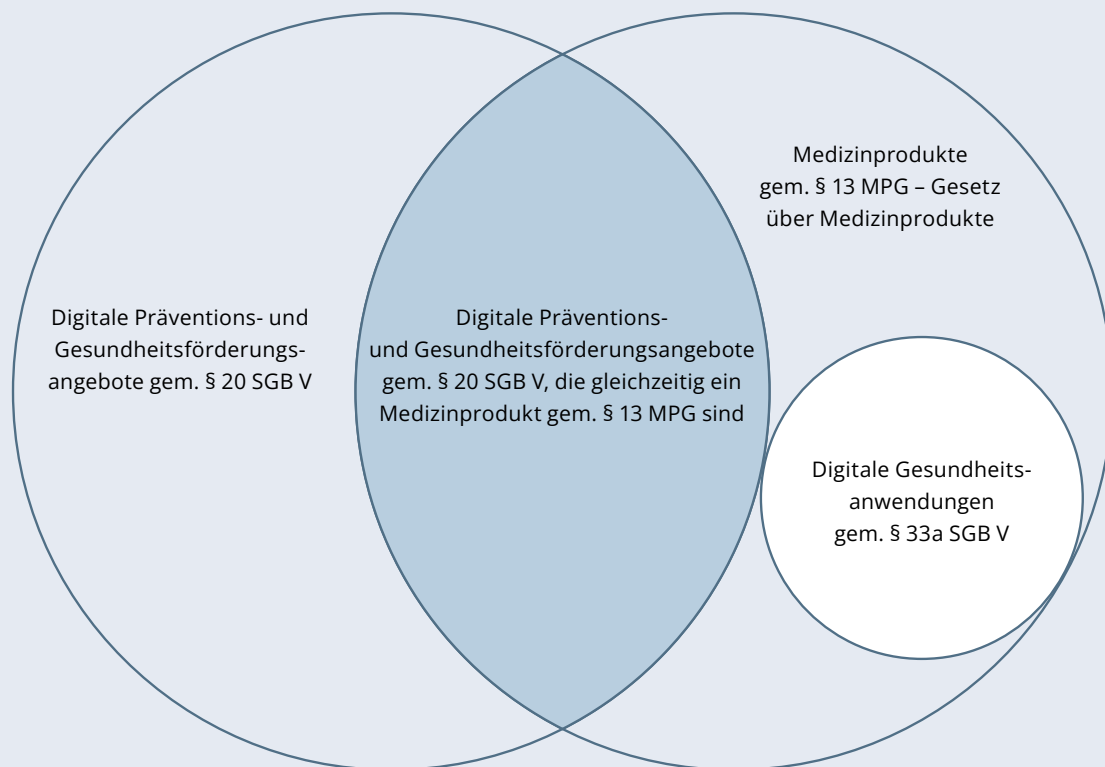 Medizinprodukte
gem. § 13 MPG – Gesetz
über Medizinprodukte
Digitale Präventions- und
Gesundheitsförderungs-
angebote gem. § 20 SGB V
Digitale Präventions-
und Gesundheitsförderungsangebote
gem. § 20 SGB V, die gleichzeitig ein
Medizinprodukt gem. § 13 MPG sind
Digitale Gesundheits-
anwendungen
gem. § 33a SGB V